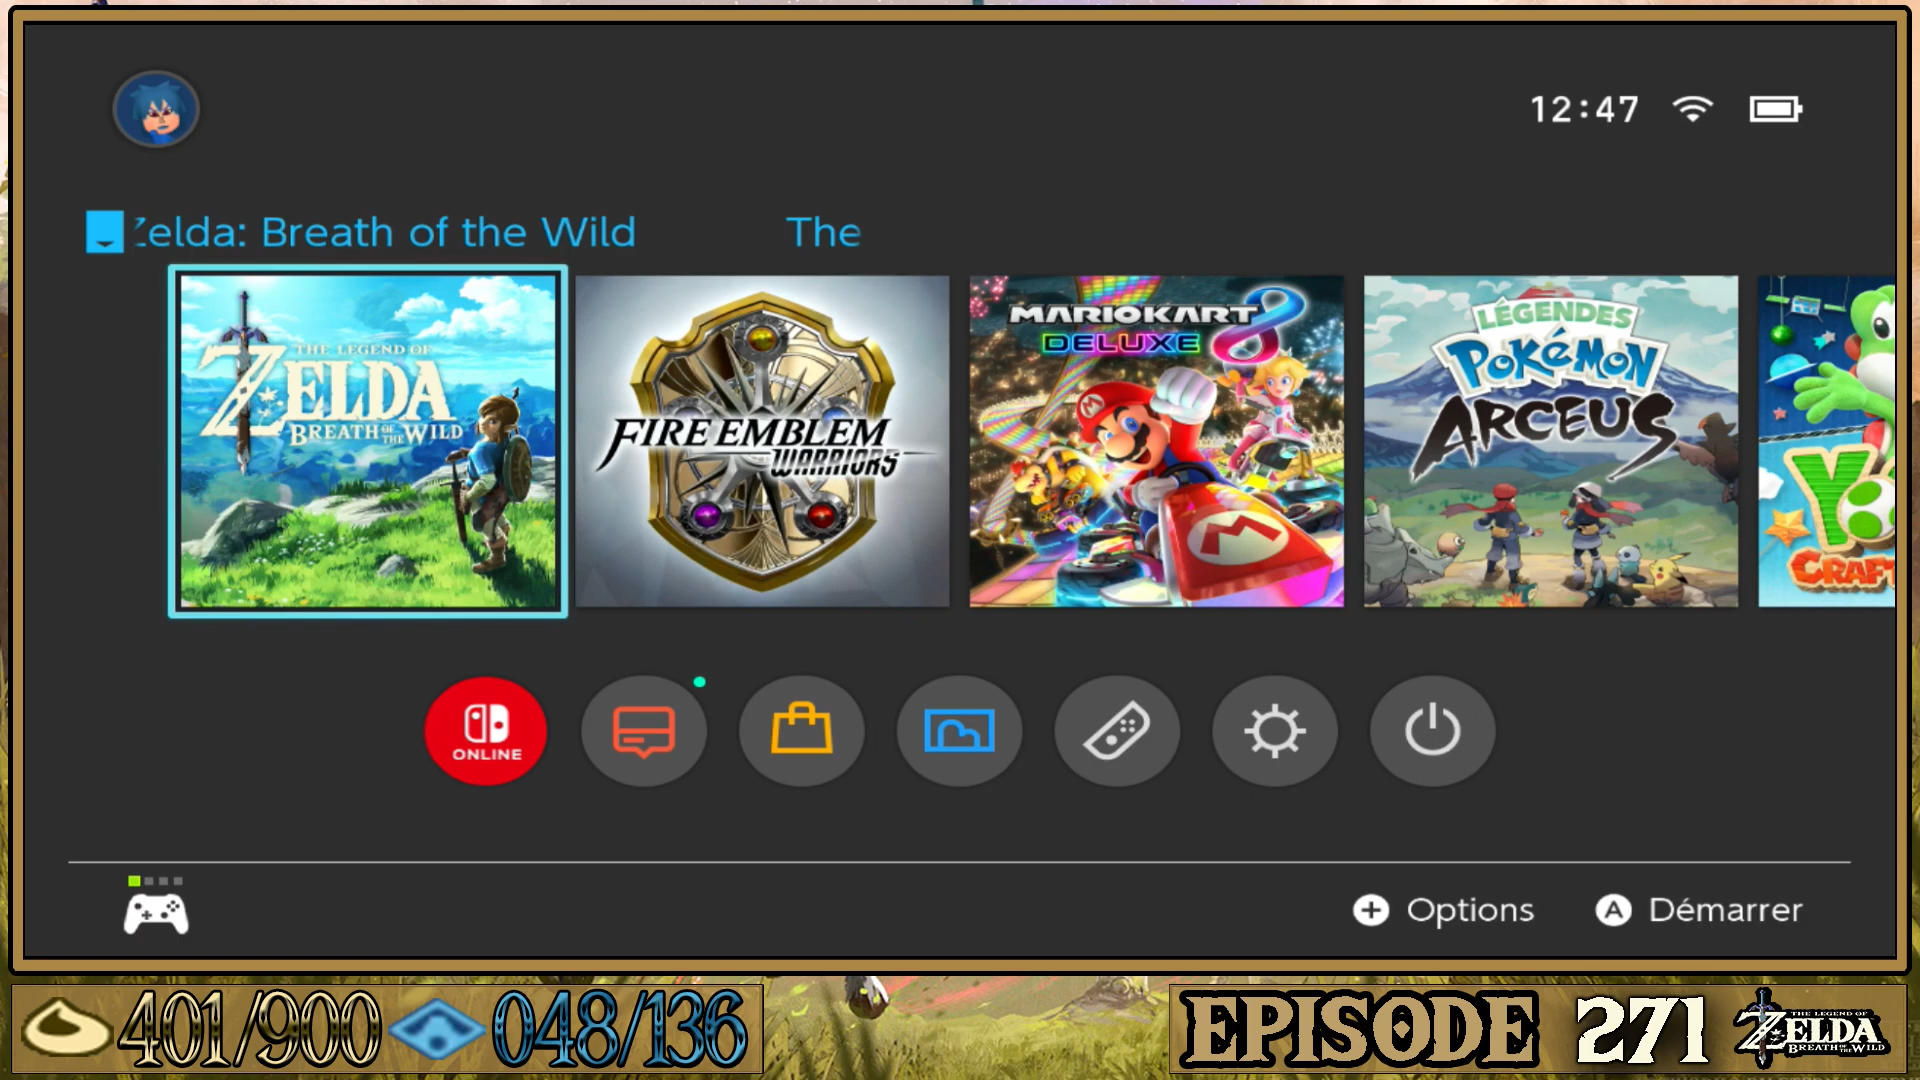 12:47
Zelda: Breath of the Wild The
THE LEGEND OF
ZELDA
BREATH OF THE WILD
FIRE EMBLEM
WARRIORS
MARIOKART 8
DELUXE
LÉGENDES
POKéMON
ARCEUS
CRAF
ONLINE
Options
A Démarrer
401/900 048/136
EPISODE 271
THE LEGEND OF
ZELDA
BREATH OF THE WILD